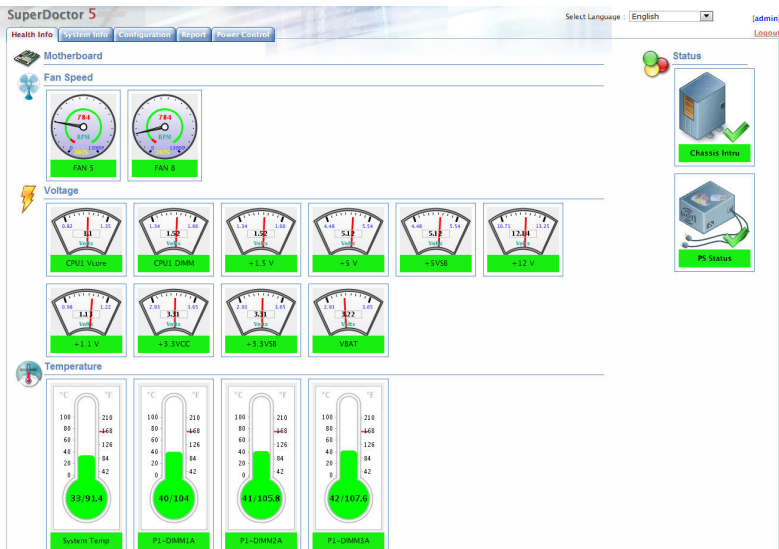 SuperDoctor 5
Select Language : English
[admin]
Logout
Health Info System Info Configuration Report Power Control
Motherboard
Status
Fan Speed
784 784
RPM RPM
0 13000 0 13000
FAN 5 FAN 8
Chassis Intru
Voltage
0.82 1.35 1.34 1.66 1.34 1.66 4.48 5.54 4.48 5.54 10.71 13.25
1.1 1.52 1.52 5.12 5.12 12.14
Volts Volts Volts Volts Volts Volts
CPU1 Vcore CPU1 DIMM +1.5 V +5 V +5VSB +12 V
PS Status
0.98 1.22 2.93 3.65 2.93 3.65 2.93 3.65
1.13 3.31 3.31 3.22
Volts Volts Volts Volts
+1.1 V +3.3VCC +3.3VSB VBAT
Temperature
°C °F °C °F °C °F °C °F
100 210 100 210 100 210 100 210
80 168 80 168 80 168 80 168
60 126 60 126 60 126 60 126
40 84 40 84 40 84 40 84
20 42 20 42 20 42 20 42
0 0 0 0
33/91.4 40/104 41/105.8 42/107.6
System Temp P1-DIMM1A P1-DIMM2A P1-DIMM3A